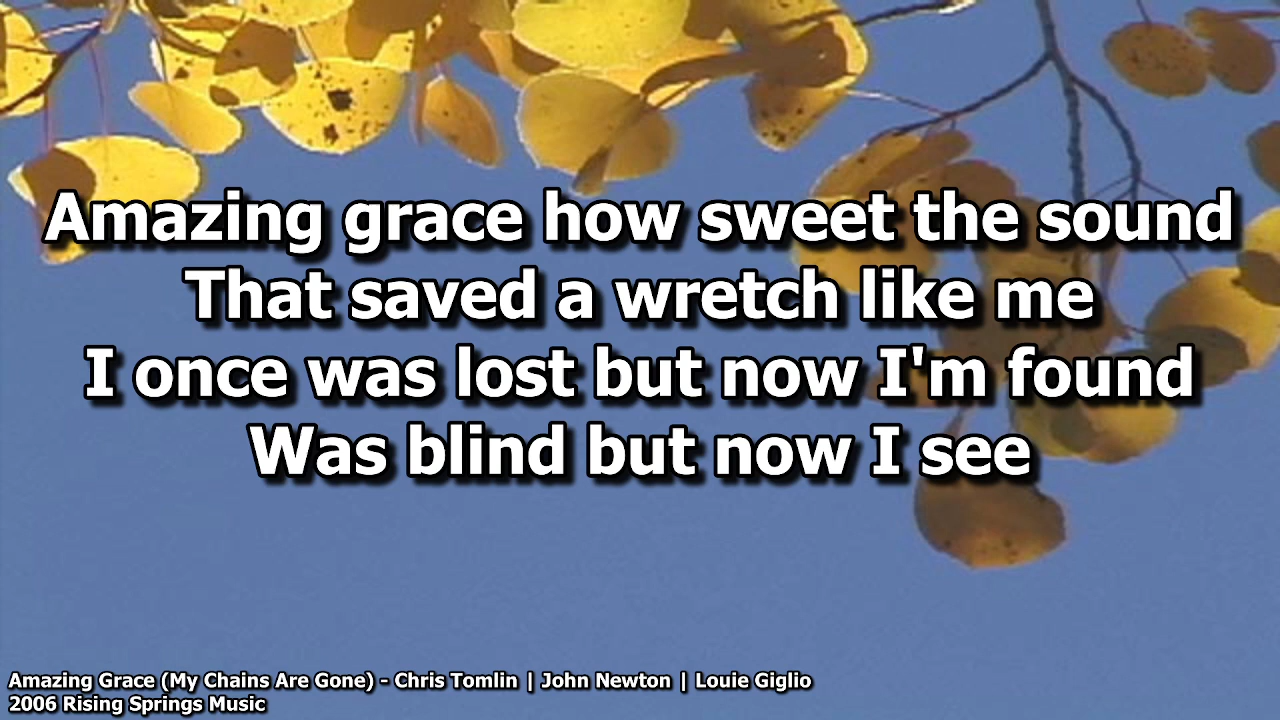 Amazing grace how sweet the sound
That saved a wretch like me
I once was lost but now I'm found
Was blind but now I see
Amazing Grace (My Chains Are Gone) - Chris Tomlin | John Newton | Louie Giglio
2006 Rising Springs Music